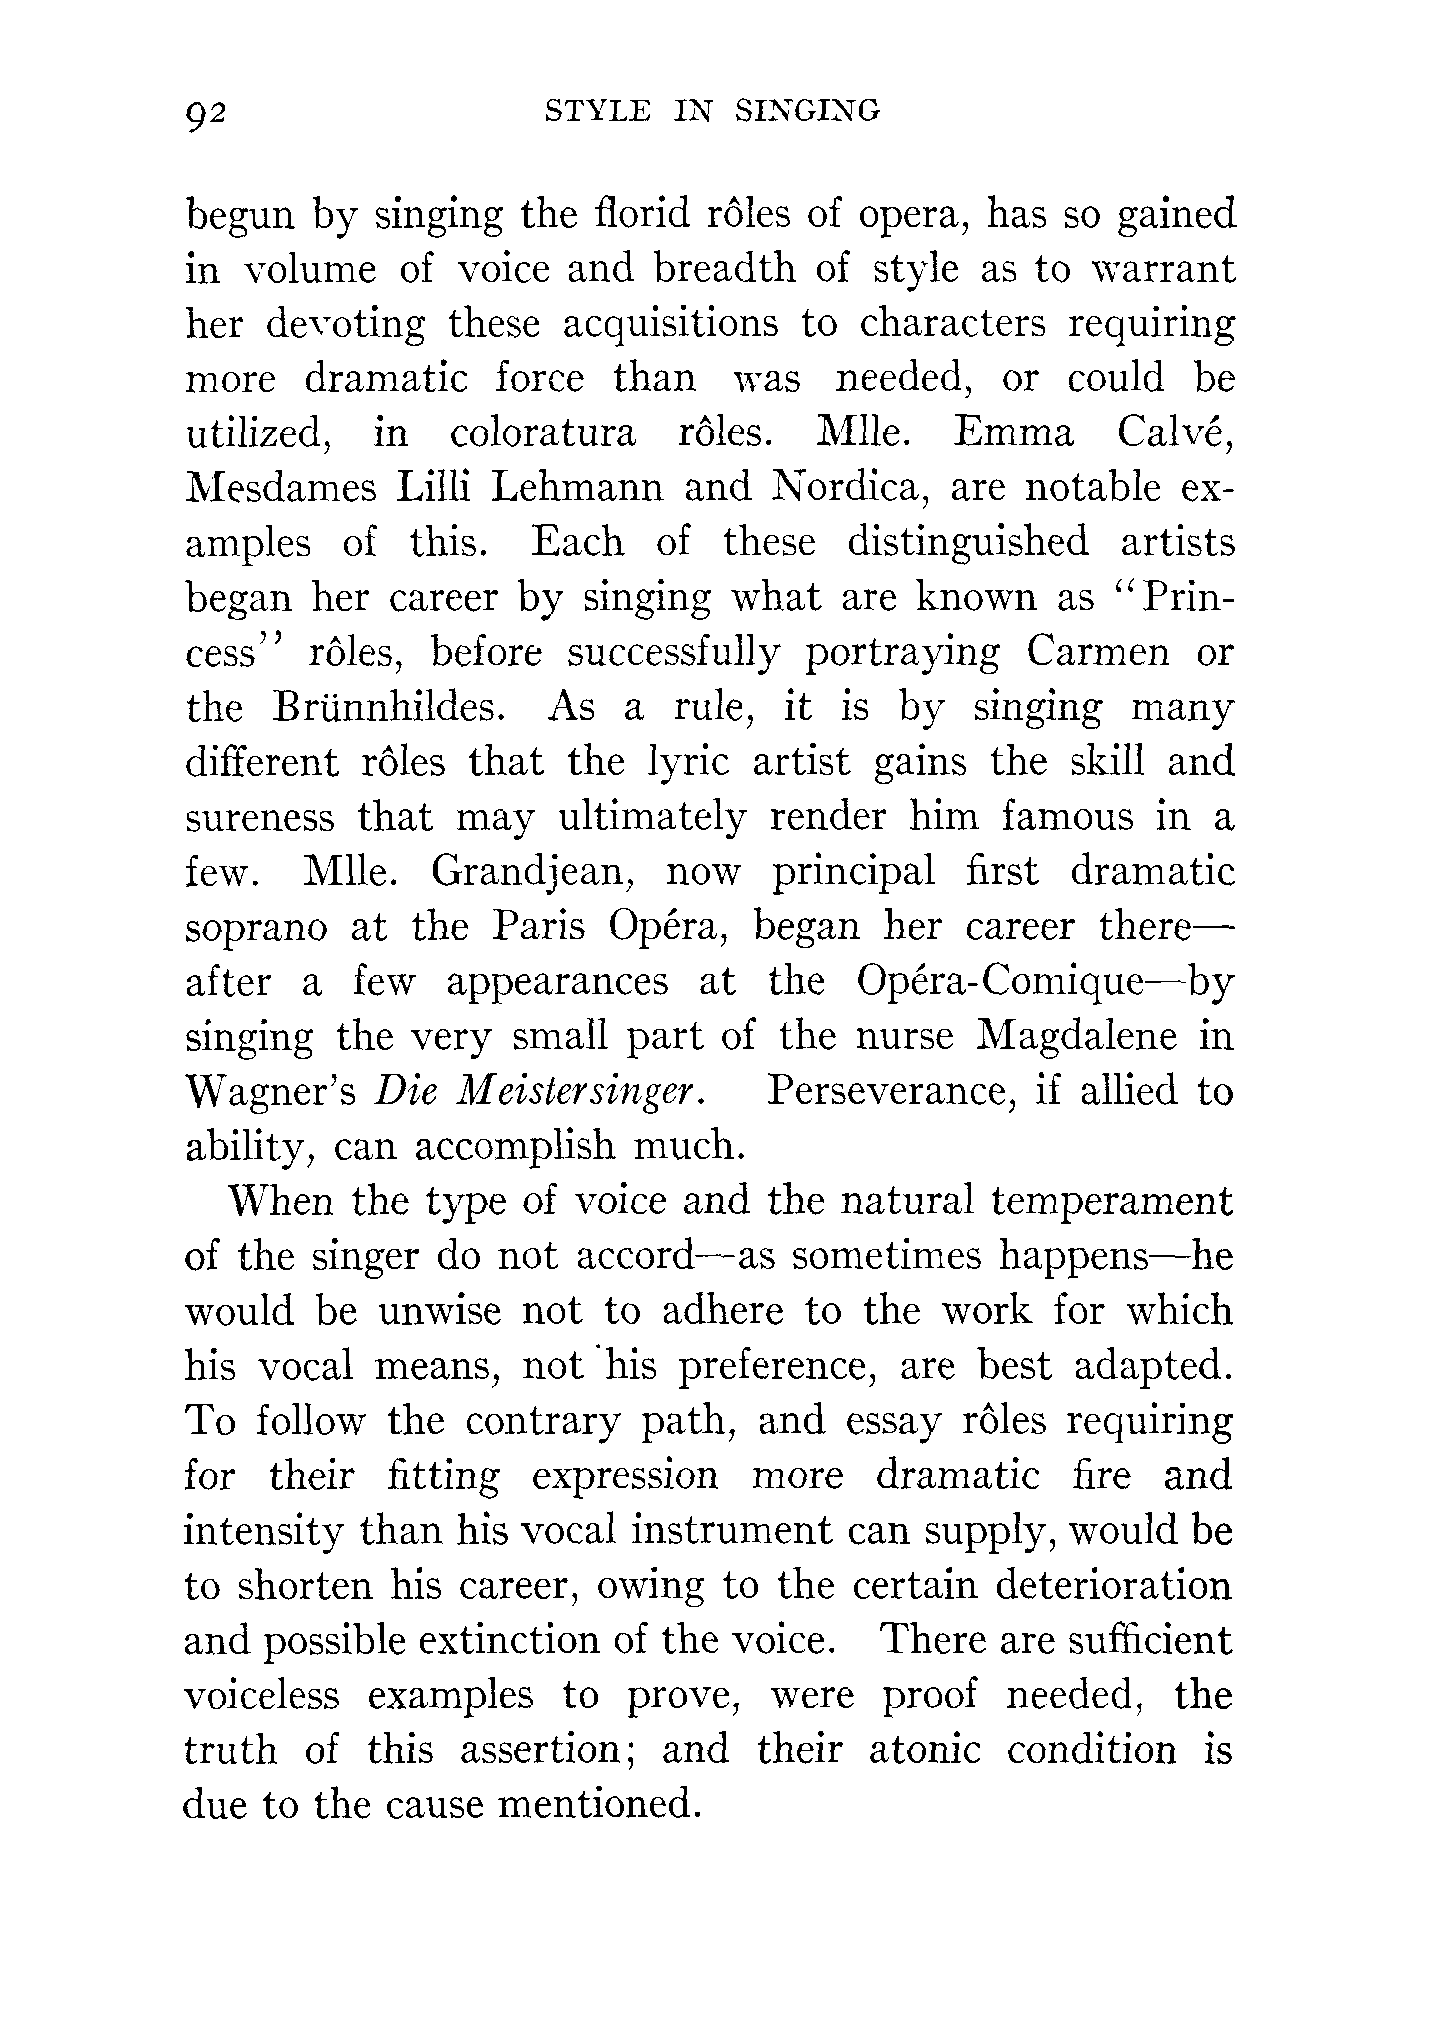 92 STYLE IN SINGING
begun by singing the florid rôles of opera, has so gained
in volume of voice and breadth of style as to warrant
her devoting these acquisitions to characters requiring
more dramatic force than was needed, or could be
utilized, in coloratura rôles. Mlle. Emma Calvé,
Mesdames Lilli Lehmann and Nordica, are notable ex-
amples of this. Each of these distinguished artists
began her career by singing what are known as “Prin-
cess” rôles, before successfully portraying Carmen or
the Brünnhildes. As a rule, it is by singing many
different rôles that the lyric artist gains the skill and
sureness that may ultimately render him famous in a
few. Mlle. Grandjean, now principal first dramatic
soprano at the Paris Opéra, began her career there—
after a few appearances at the Opéra-Comique—by
singing the very small part of the nurse Magdalene in
Wagner’s Die Meistersinger. Perseverance, if allied to
ability, can accomplish much.
When the type of voice and the natural temperament
of the singer do not accord—as sometimes happens—he
would be unwise not to adhere to the work for which
his vocal means, not his preference, are best adapted.
To follow the contrary path, and essay rôles requiring
for their fitting expression more dramatic fire and
intensity than his vocal instrument can supply, would be
to shorten his career, owing to the certain deterioration
and possible extinction of the voice. There are sufficient
voiceless examples to prove, were proof needed, the
truth of this assertion; and their atonic condition is
due to the cause mentioned.